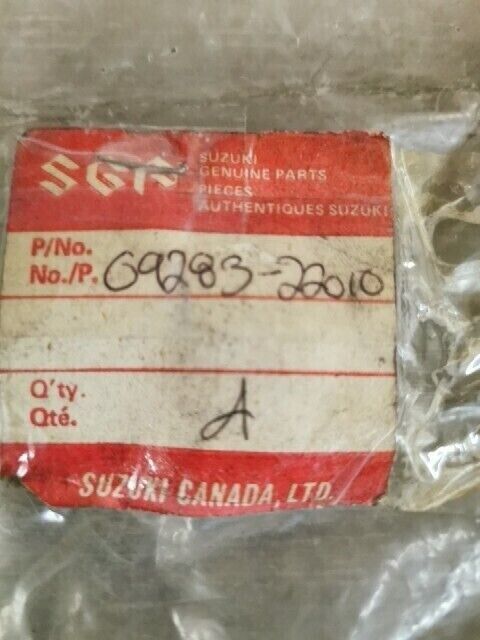 SGP
SUZUKI
GENUINE PARTS
PIECES
AUTHENTIQUES SUZUKI
P/No.
No./P. 09283-22010
Q'ty.
Qté. A
SUZUKI CANADA, LTD.